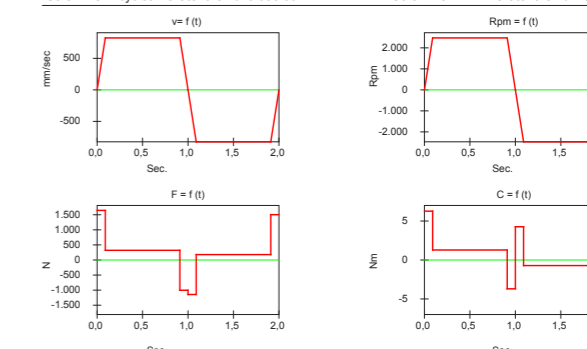 v= f (t)
mm/sec
500
0
-500
0,0 0,5 1,0 1,5 2,0
Sec.
Rpm = f (t)
Rpm
2.000
1.000
0
-1.000
-2.000
0,0 0,5 1,0 1,5
Sec.
F = f (t)
N
1.500
1.000
500
0
-500
-1.000
-1.500
0,0 0,5 1,0 1,5 2,0
C = f (t)
Nm
5
0
-5
0,0 0,5 1,0 1,5